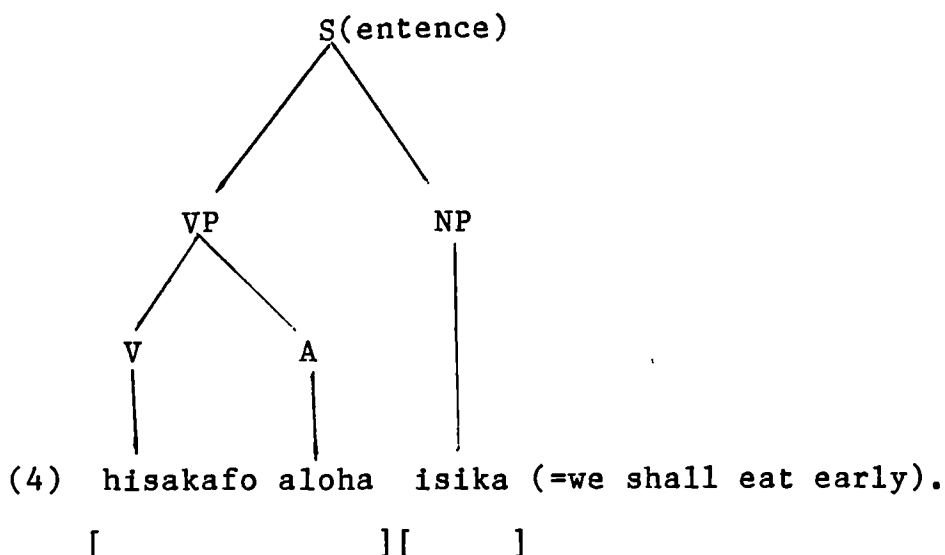 S(entence)
VP NP
V A
(4) hisakafo aloha isika (=we shall eat early).
[ ][ ]